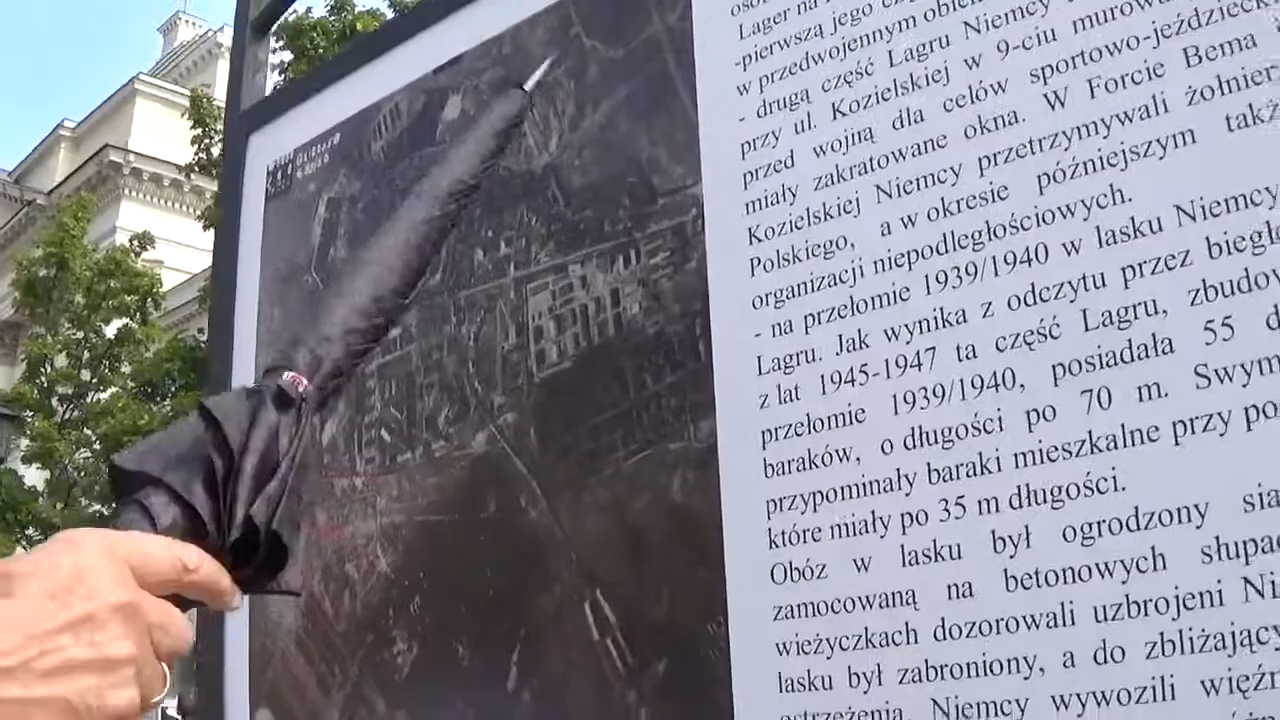 Lager na
-pierwszą jego
w przedwojennym obie
- drugą część Lagru Niemcy
przy ul. Kozielskiej w 9-ciu murowa
przed wojną dla celów sportowo-jeździeck
miały zakratowane okna. W Forcie Bema
Kozielskiej Niemcy przetrzymywali żołnier-
Polskiego, a w okresie późniejszym takż
organizacji niepodległościowych.
- na przełomie 1939/1940 w lasku Niemcy
Lagru. Jak wynika z odczytu przez biegł
z lat 1945-1947 ta część Lagru, zbudow
przełomie 1939/1940, posiadała 55 d
baraków, o długości po 70 m. Swym
przypominały baraki mieszkalne przy po
które miały po 35 m długości.
Obóz w lasku był ogrodzony sia
zamocowaną na betonowych słupa
wieżyczkach dozorowali uzbrojeni Ni
lasku był zabroniony, a do zbliżający
ostrzeżenia. Niemcy wywozili więźn